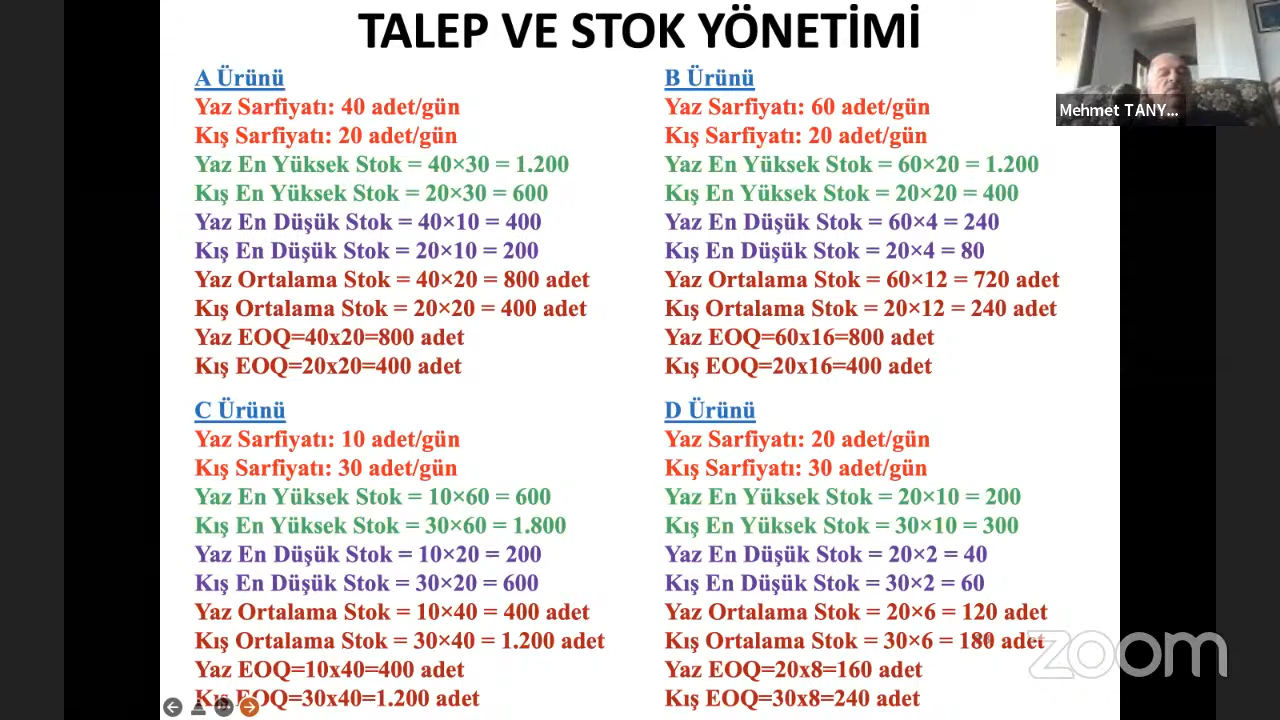 TALEP VE STOK YÖNETİMİ
Mehmet TANY...
A Ürünü
Yaz Sarfiyatı: 40 adet/gün
Kış Sarfiyatı: 20 adet/gün
Yaz En Yüksek Stok = 40×30 = 1.200
Kış En Yüksek Stok = 20×30 = 600
Yaz En Düşük Stok = 40×10 = 400
Kış En Düşük Stok = 20×10 = 200
Yaz Ortalama Stok = 40×20 = 800 adet
Kış Ortalama Stok = 20×20 = 400 adet
Yaz EOQ=40x20=800 adet
Kış EOQ=20x20=400 adet
B Ürünü
Yaz Sarfiyatı: 60 adet/gün
Kış Sarfiyatı: 20 adet/gün
Yaz En Yüksek Stok = 60×20 = 1.200
Kış En Yüksek Stok = 20×20 = 400
Yaz En Düşük Stok = 60×4 = 240
Kış En Düşük Stok = 20×4 = 80
Yaz Ortalama Stok = 60×12 = 720 adet
Kış Ortalama Stok = 20×12 = 240 adet
Yaz EOQ=60x16=800 adet
Kış EOQ=20x16=400 adet
C Ürünü
Yaz Sarfiyatı: 10 adet/gün
Kış Sarfiyatı: 30 adet/gün
Yaz En Yüksek Stok = 10×60 = 600
Kış En Yüksek Stok = 30×60 = 1.800
Yaz En Düşük Stok = 10×20 = 200
Kış En Düşük Stok = 30×20 = 600
Yaz Ortalama Stok = 10×40 = 400 adet
Kış Ortalama Stok = 30×40 = 1.200 adet
Yaz EOQ=10x40=400 adet
Kış EOQ=30x40=1.200 adet
D Ürünü
Yaz Sarfiyatı: 20 adet/gün
Kış Sarfiyatı: 30 adet/gün
Yaz En Yüksek Stok = 20×10 = 200
Kış En Yüksek Stok = 30×10 = 300
Yaz En Düşük Stok = 20×2 = 40
Kış En Düşük Stok = 30×2 = 60
Yaz Ortalama Stok = 20×6 = 120 adet
Kış Ortalama Stok = 30×6 = 180 adet
Yaz EOQ=20x8=160 adet
Kış EOQ=30x8=240 adet
zoom